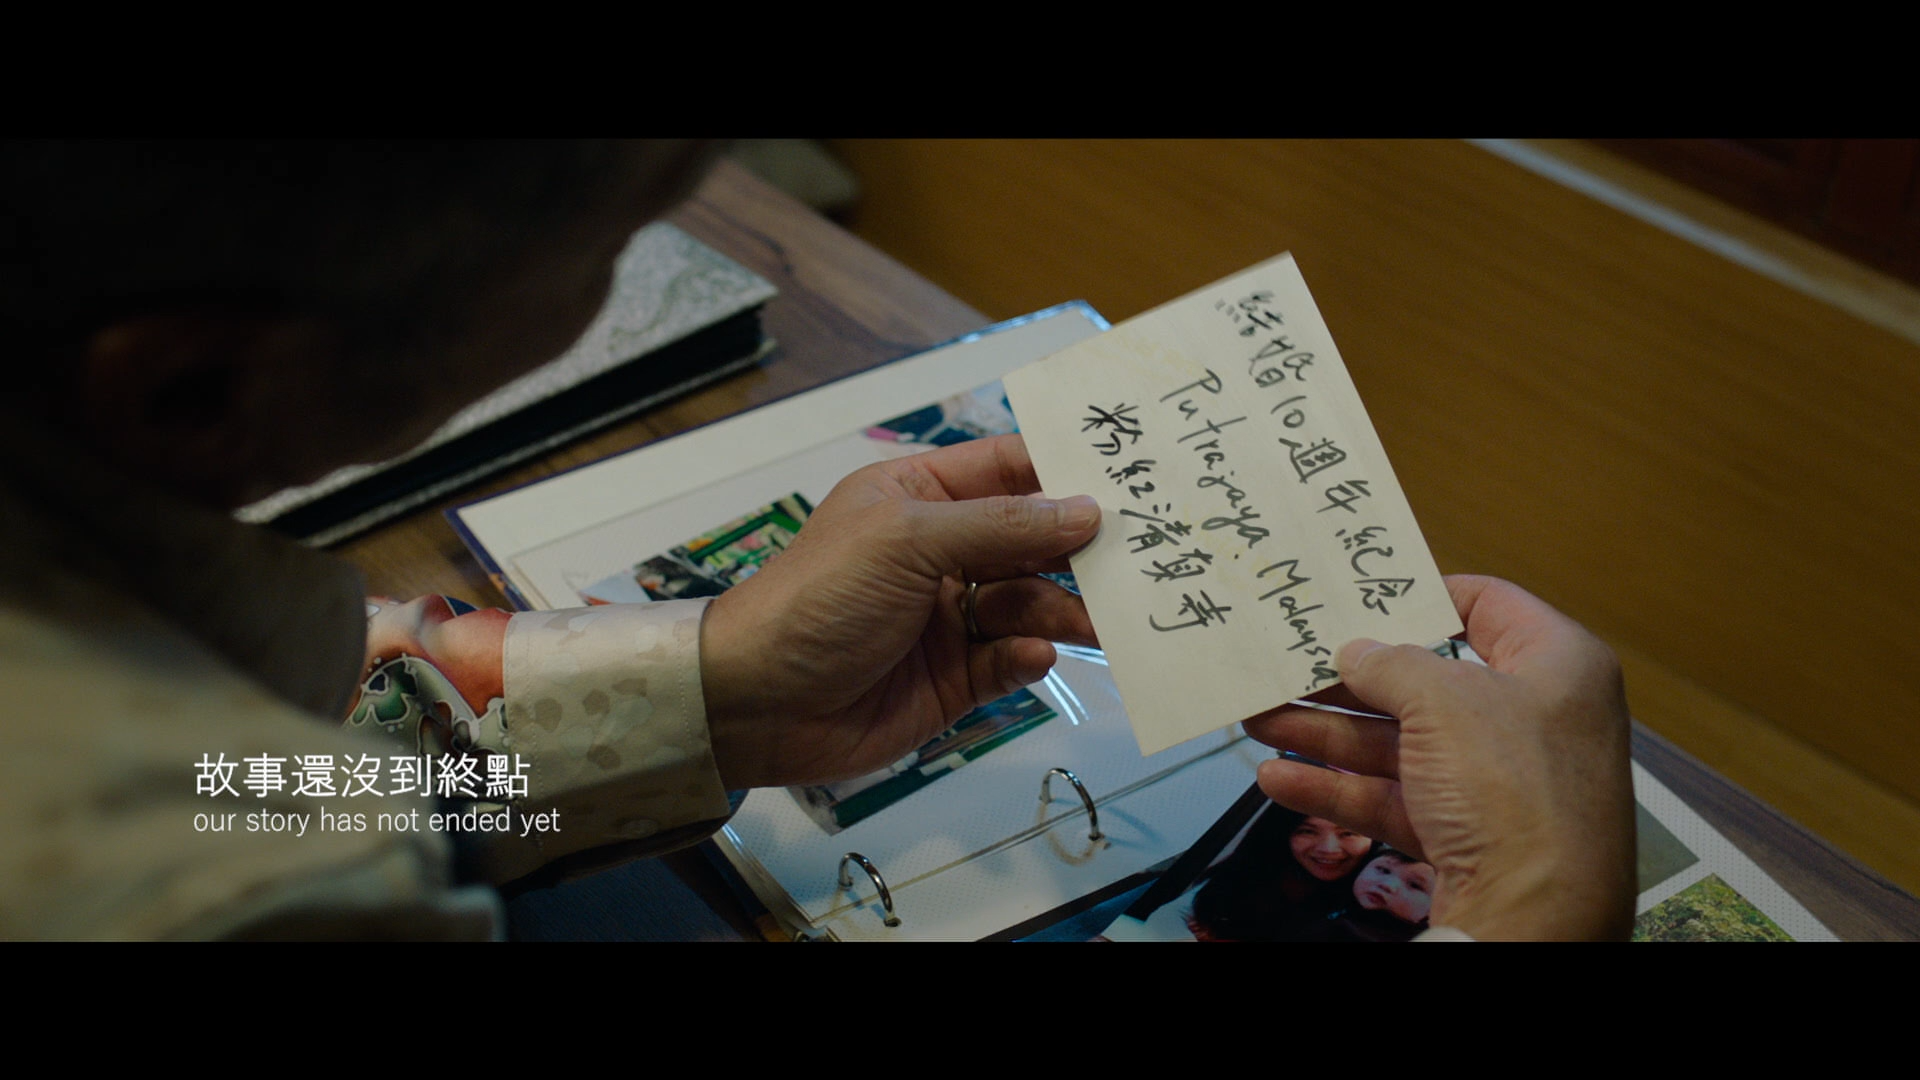 結婚10週年紀念
Putrajaya. Malaysia.
粉紅清真寺
故事還沒到終點
our story has not ended yet